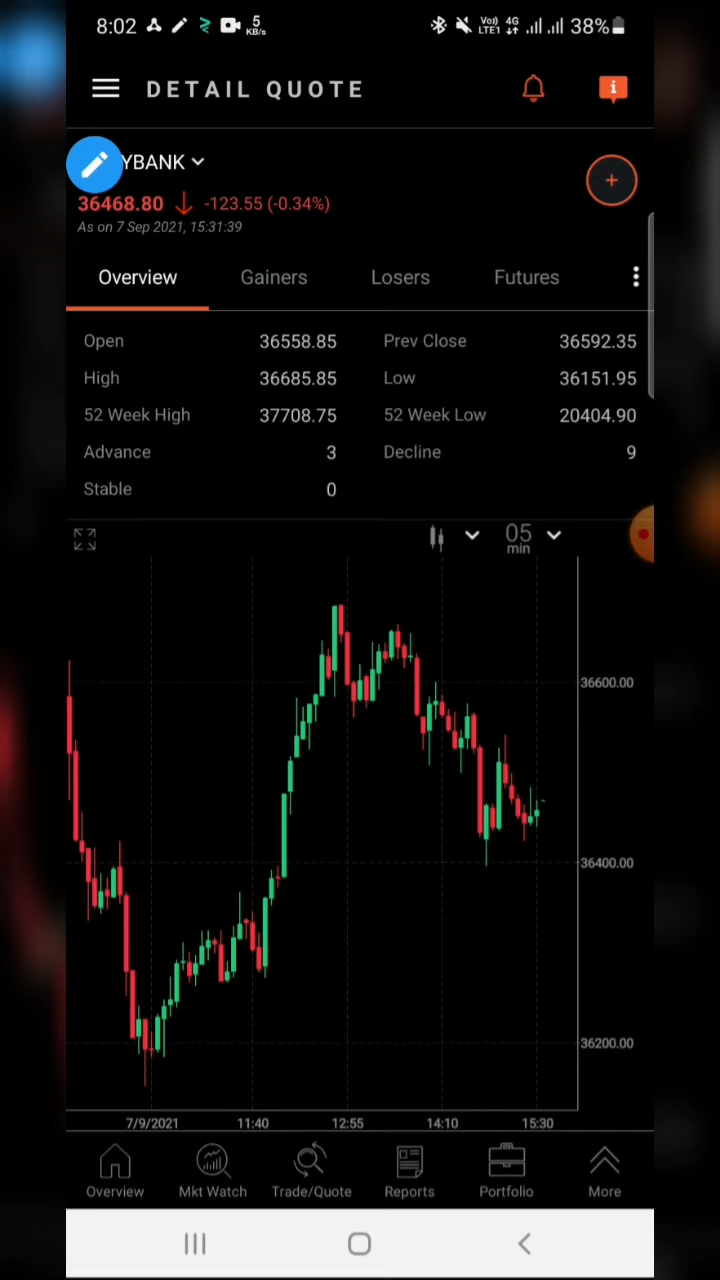 8:02 5 KB/s Vo) LTE1 4G 38%
DETAIL QUOTE
YBANK
36468.80 -123.55 (-0.34%)
As on 7 Sep 2021, 15:31:39
Overview Gainers Losers Futures
Open 36558.85 Prev Close 36592.35
High 36685.85 Low 36151.95
52 Week High 37708.75 52 Week Low 20404.90
Advance 3 Decline 9
Stable 0
05 min
36600.00
36400.00
36200.00
7/9/2021 11:40 12:55 14:10 15:30
Overview Mkt Watch Trade/Quote Reports Portfolio More